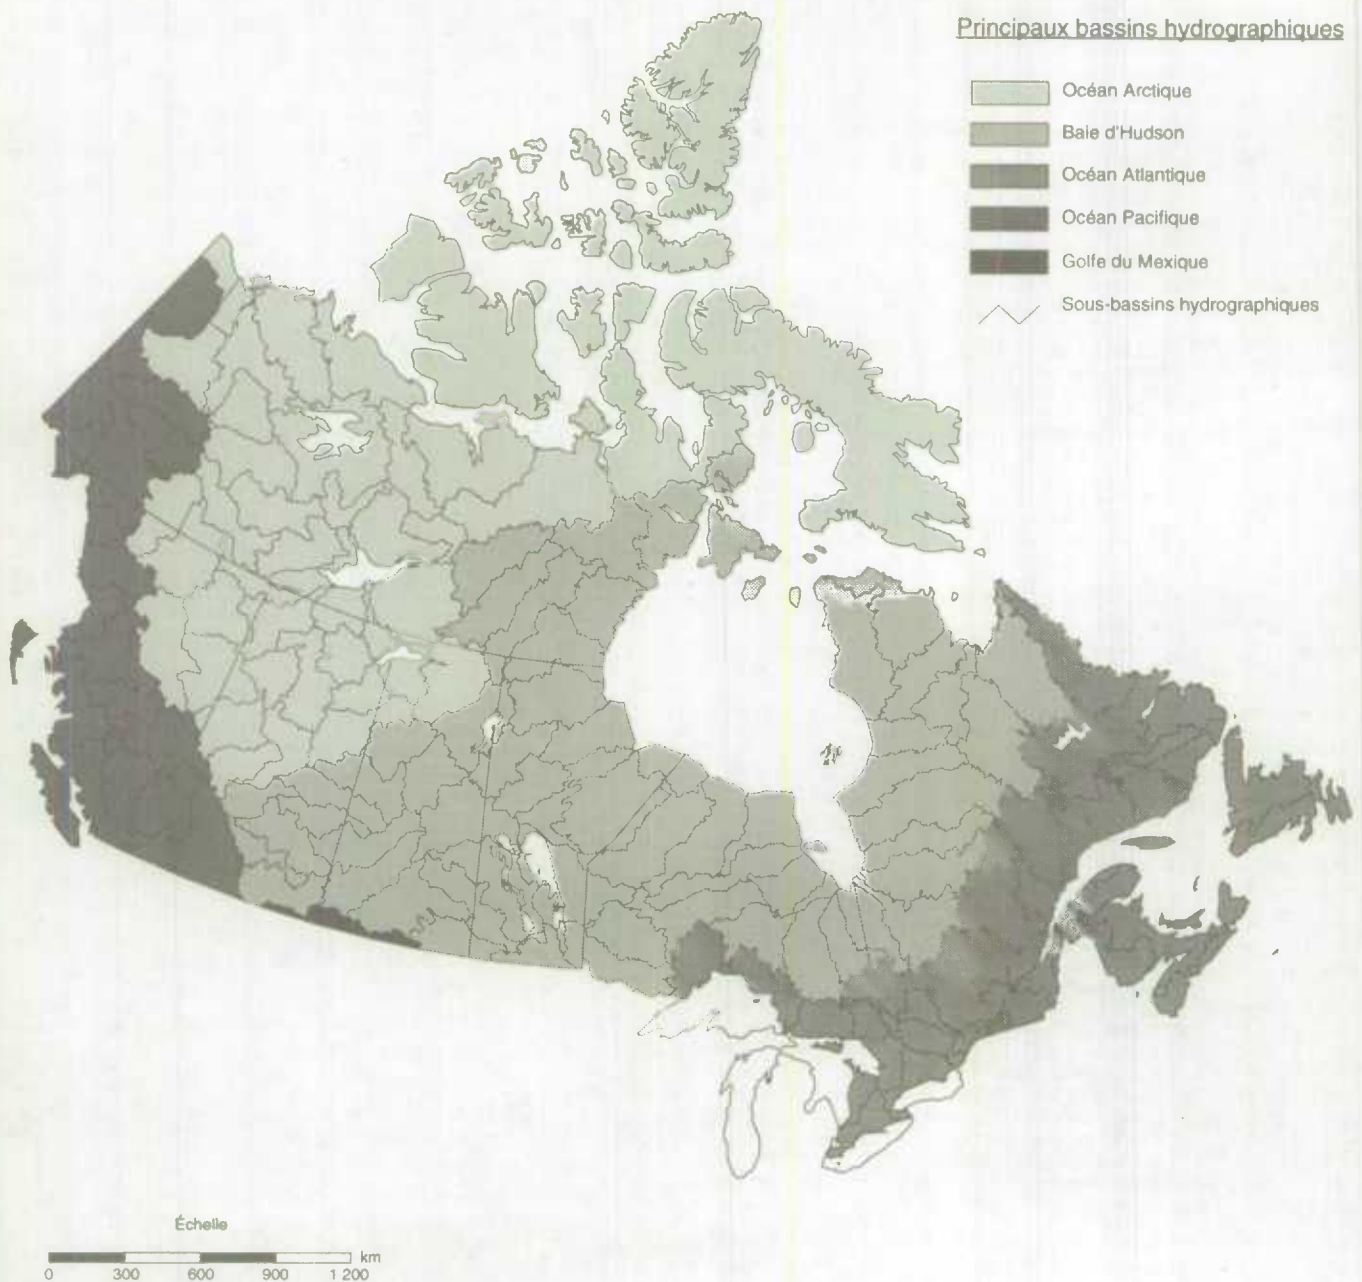 Principaux bassins hydrographiques
Océan Arctique
Baie d'Hudson
Océan Atlantique
Océan Pacifique
Golfe du Mexique
Sous-bassins hydrographiques
Échelle
km
0 300 600 900 1 200